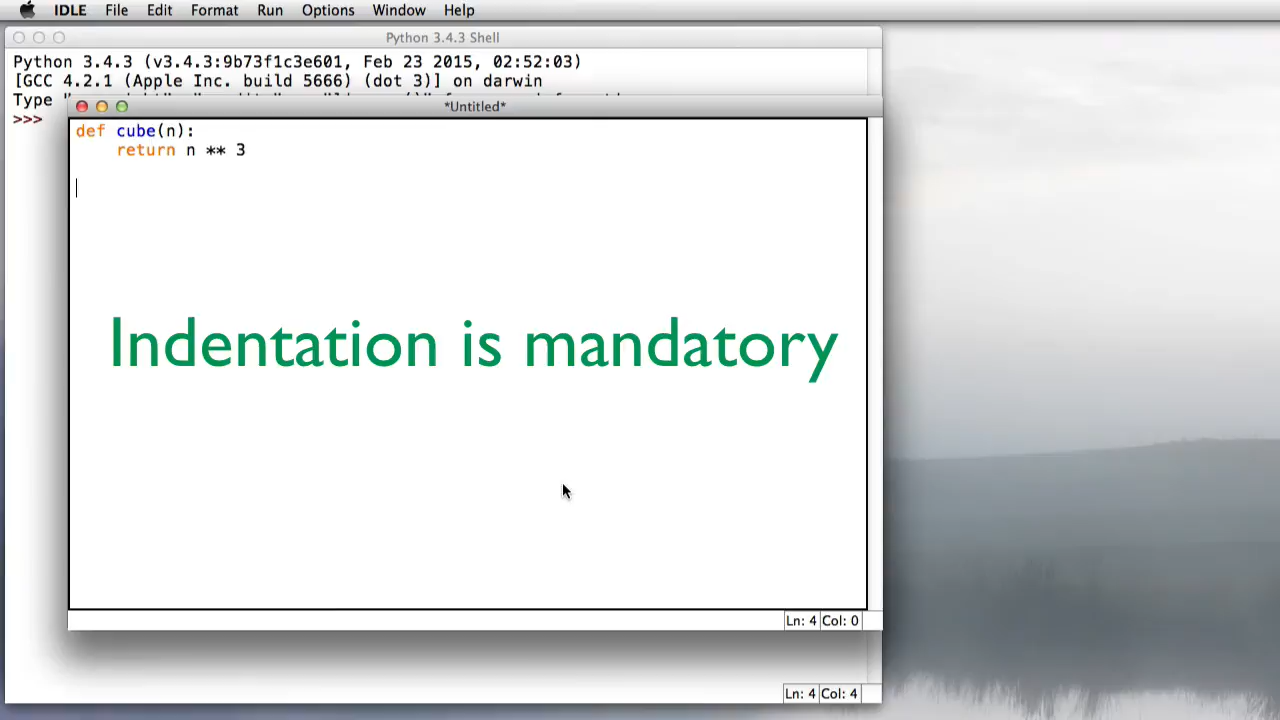 IDLE File Edit Format Run Options Window Help
Python 3.4.3 Shell
Python 3.4.3 (v3.4.3:9b73f1c3e601, Feb 23 2015, 02:52:03)
[GCC 4.2.1 (Apple Inc. build 5666) (dot 3)] on darwin
Type
>>>
*Untitled*
def cube(n):
    return n ** 3
Indentation is mandatory
Ln: 4 Col: 0
Ln: 4 Col: 4